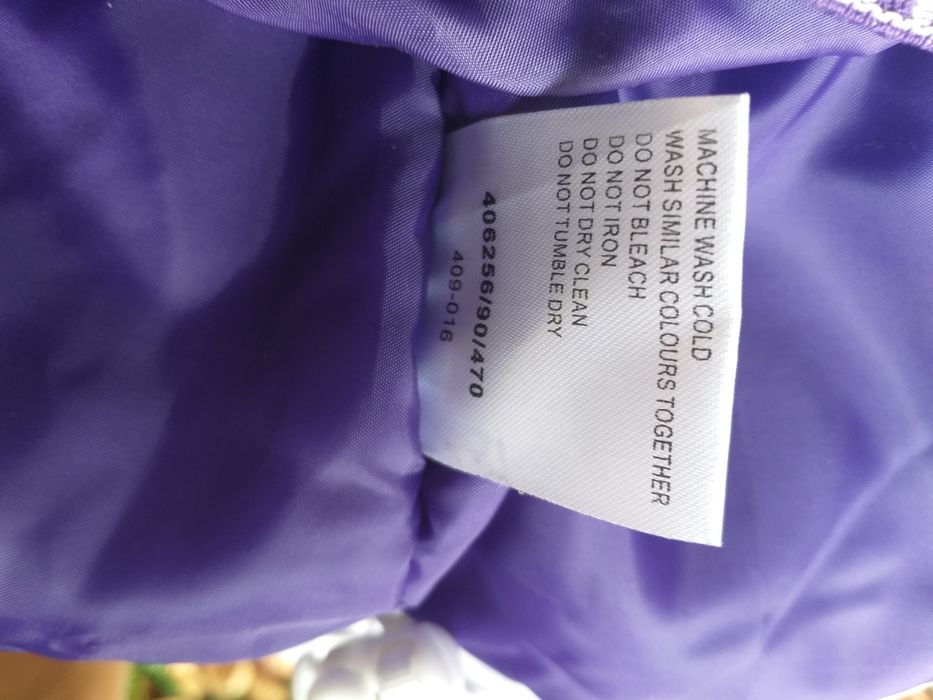 MACHINE WASH COLD
WASH SIMILAR COLOURS TOGETHER
DO NOT BLEACH
DO NOT IRON
DO NOT DRY CLEAN
DO NOT TUMBLE DRY
406256/90/470
409-016